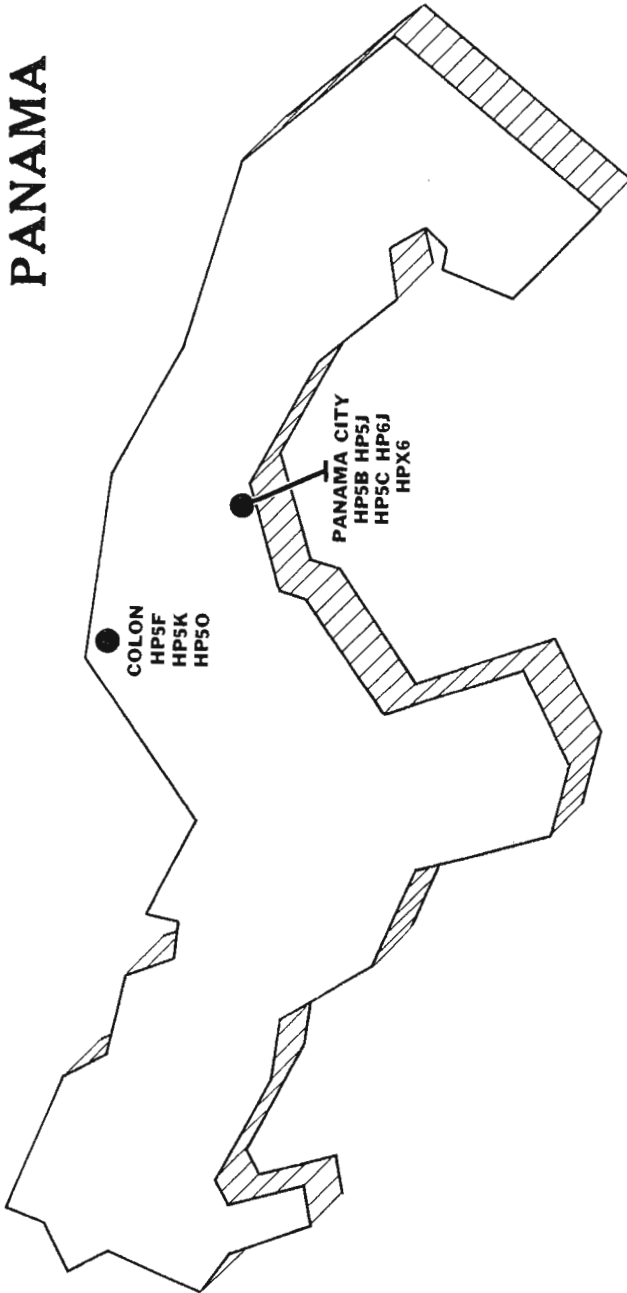 PANAMA
COLON
HP5F
HP5K
HP5O
PANAMA CITY
HP5B HP5J
HP5C HP6J
HPX6